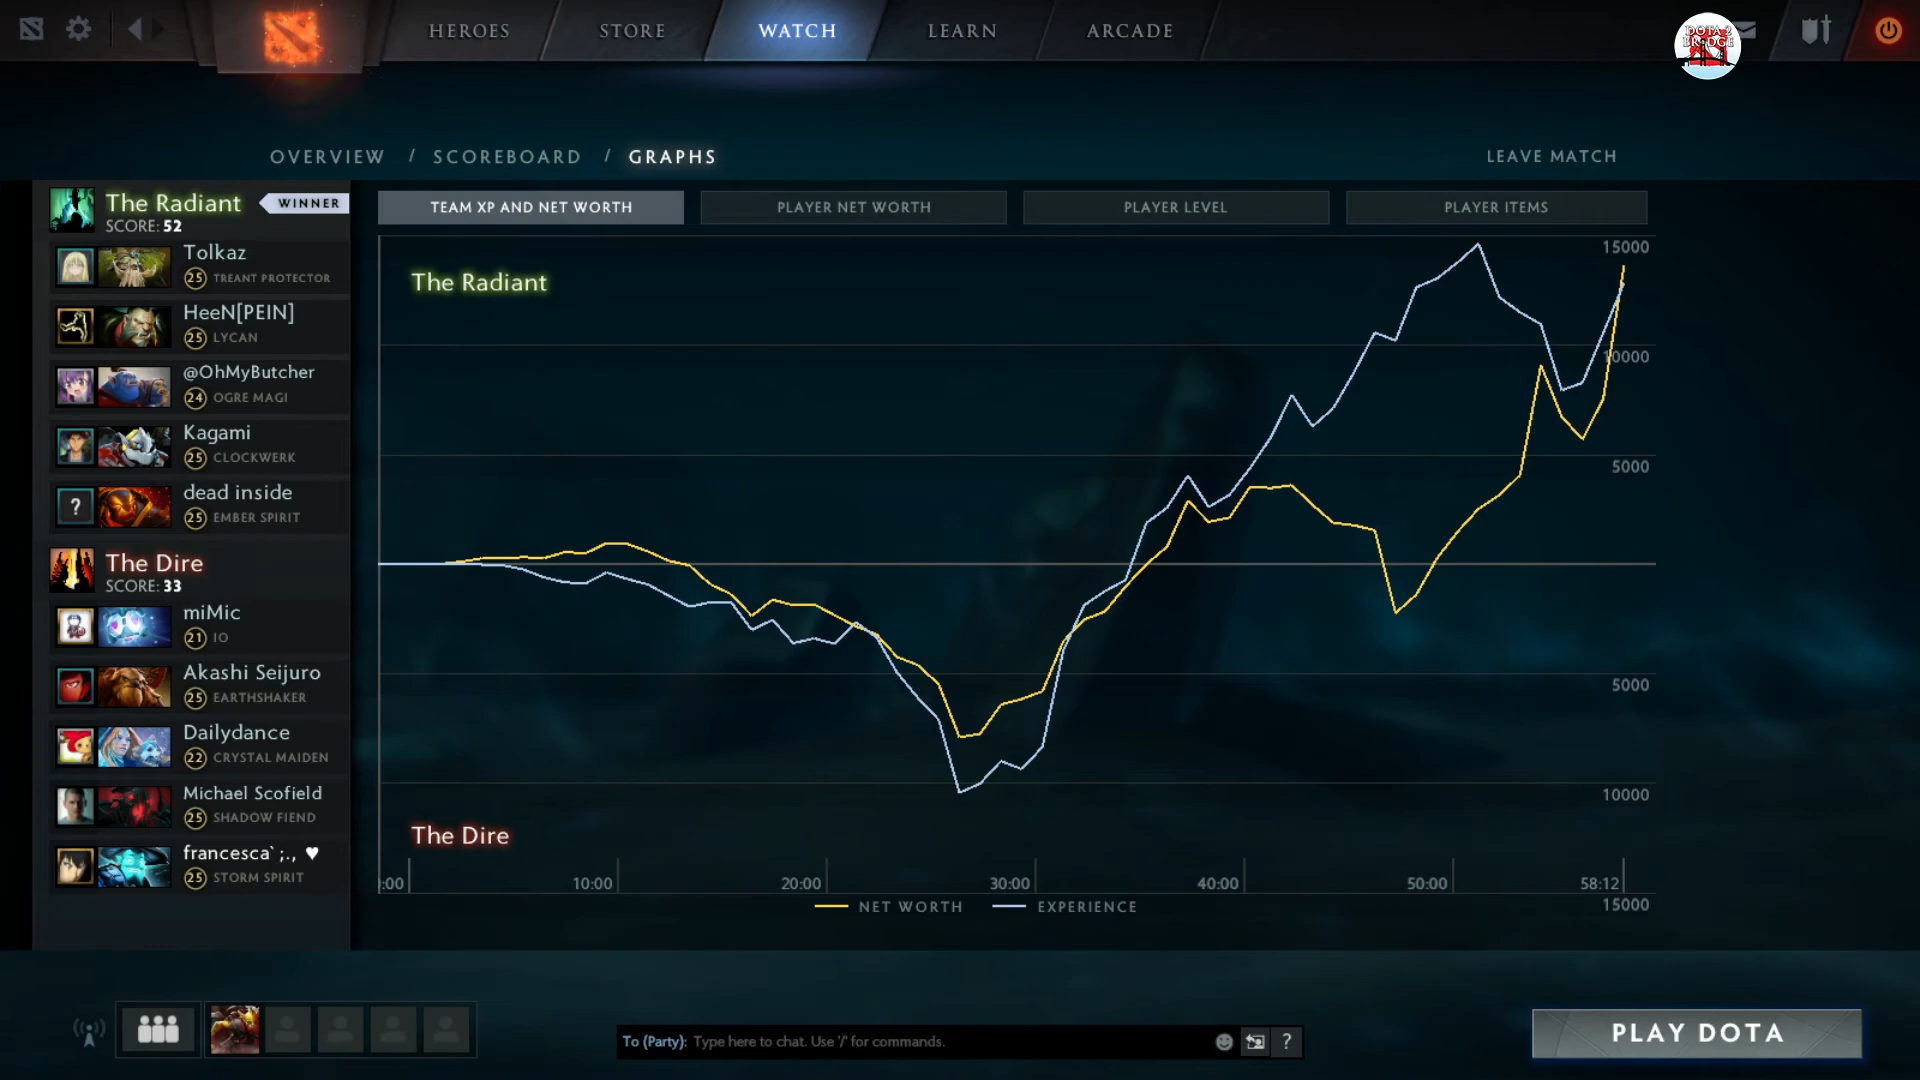 HEROES
STORE
WATCH
LEARN
ARCADE
DOTA 2
BRIDGE
OVERVIEW / SCOREBOARD / GRAPHS
LEAVE MATCH
The Radiant
WINNER
SCORE: 52
Tolkaz
25 TREANT PROTECTOR
HeeN[PEIN]
25 LYCAN
@OhMyButcher
24 OGRE MAGI
Kagami
25 CLOCKWERK
?
dead inside
25 EMBER SPIRIT
The Dire
SCORE: 33
miMic
21 IO
Akashi Seijuro
25 EARTHSHAKER
Dailydance
22 CRYSTAL MAIDEN
Michael Scofield
25 SHADOW FIEND
francesca`;., ♥
25 STORM SPIRIT
TEAM XP AND NET WORTH
PLAYER NET WORTH
PLAYER LEVEL
PLAYER ITEMS
The Radiant
15000
10000
5000
5000
10000
15000
The Dire
:00
10:00
20:00
30:00
40:00
50:00
58:12
NET WORTH
EXPERIENCE
To (Party): Type here to chat. Use '/' for commands.
?
PLAY DOTA